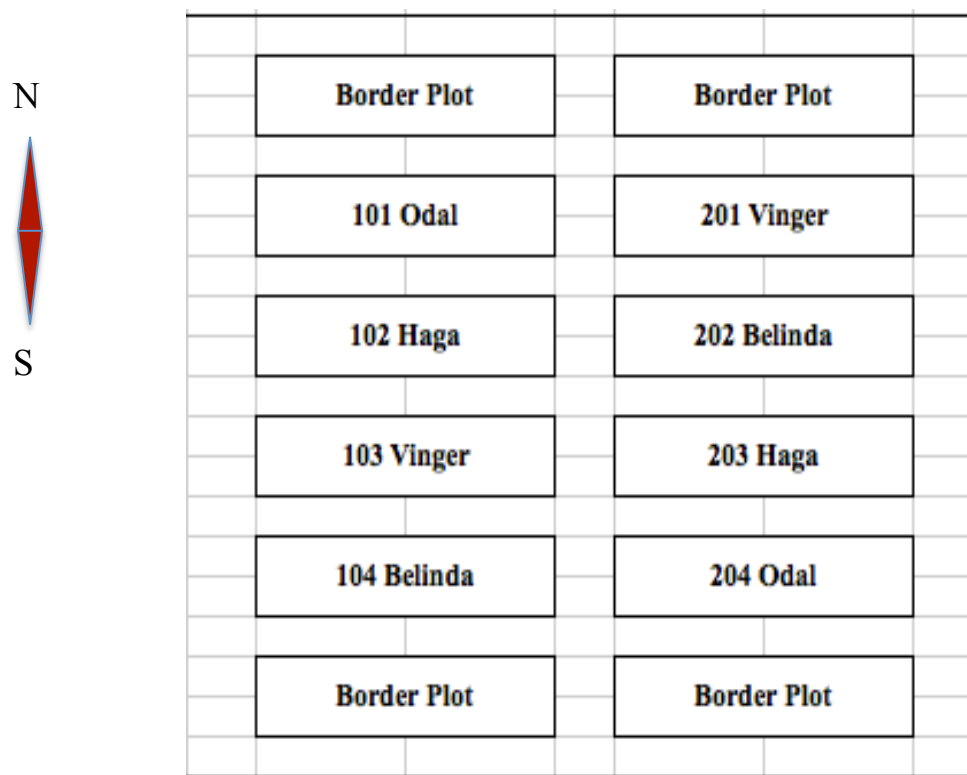 N
S
Border Plot
Border Plot
101 Odal
201 Vinger
102 Haga
202 Belinda
103 Vinger
203 Haga
104 Belinda
204 Odal
Border Plot
Border Plot